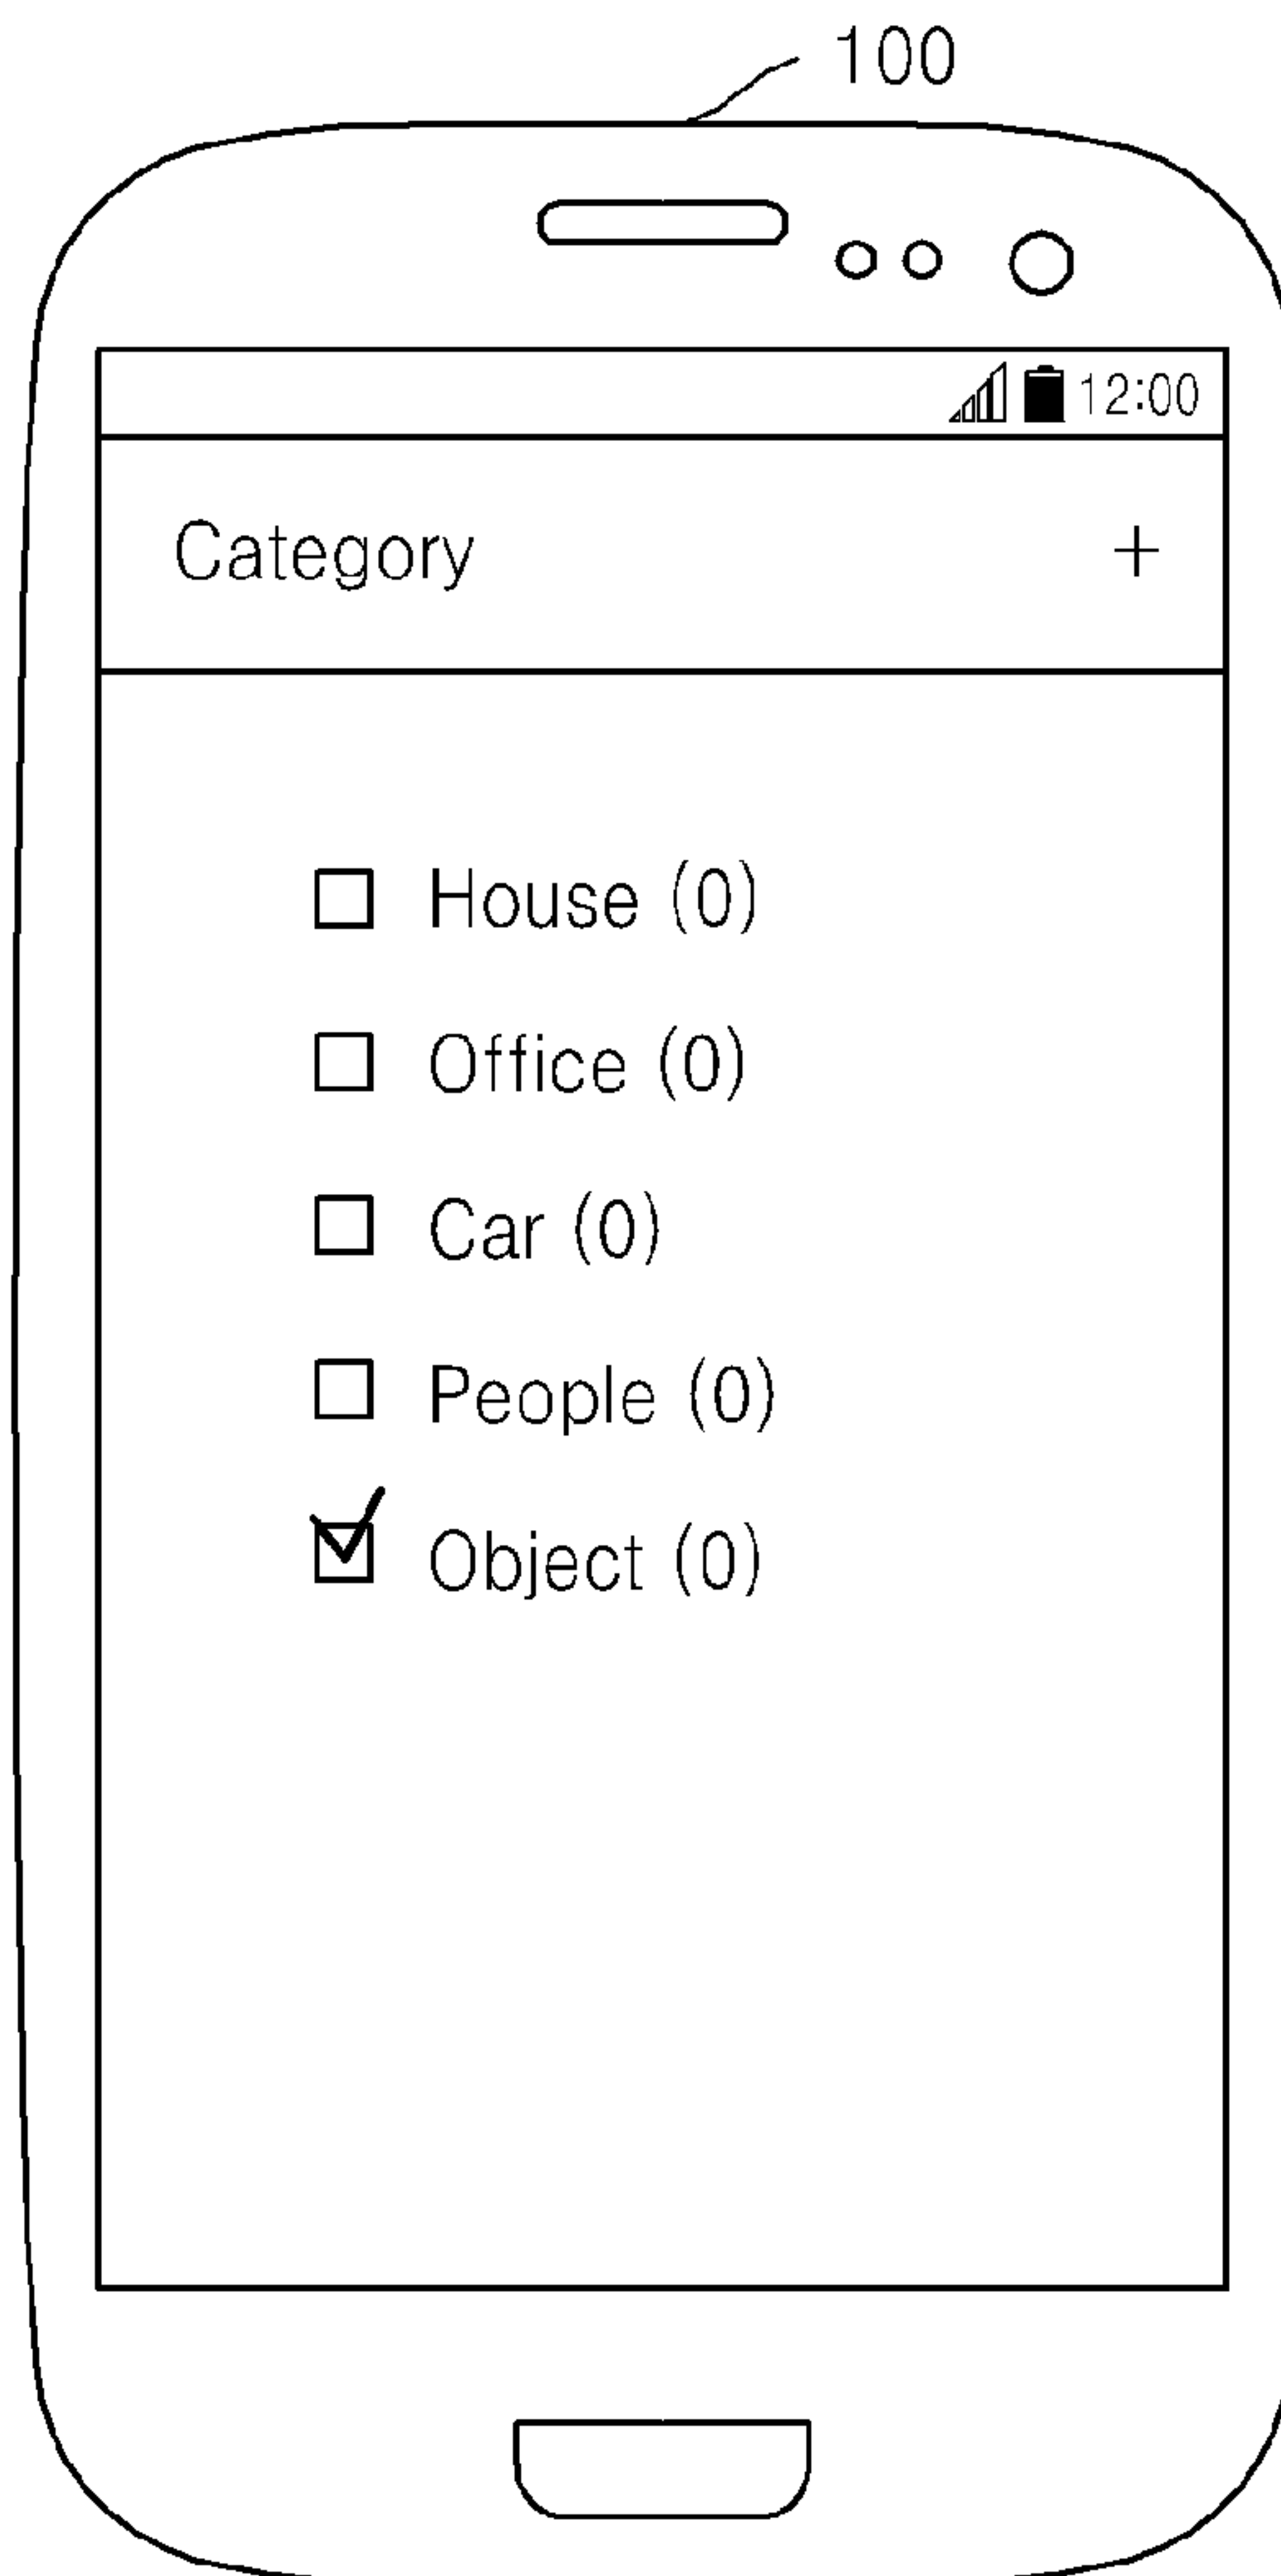 100
12:00
Category +
House (0)
Office (0)
Car (0)
People (0)
Object (0)